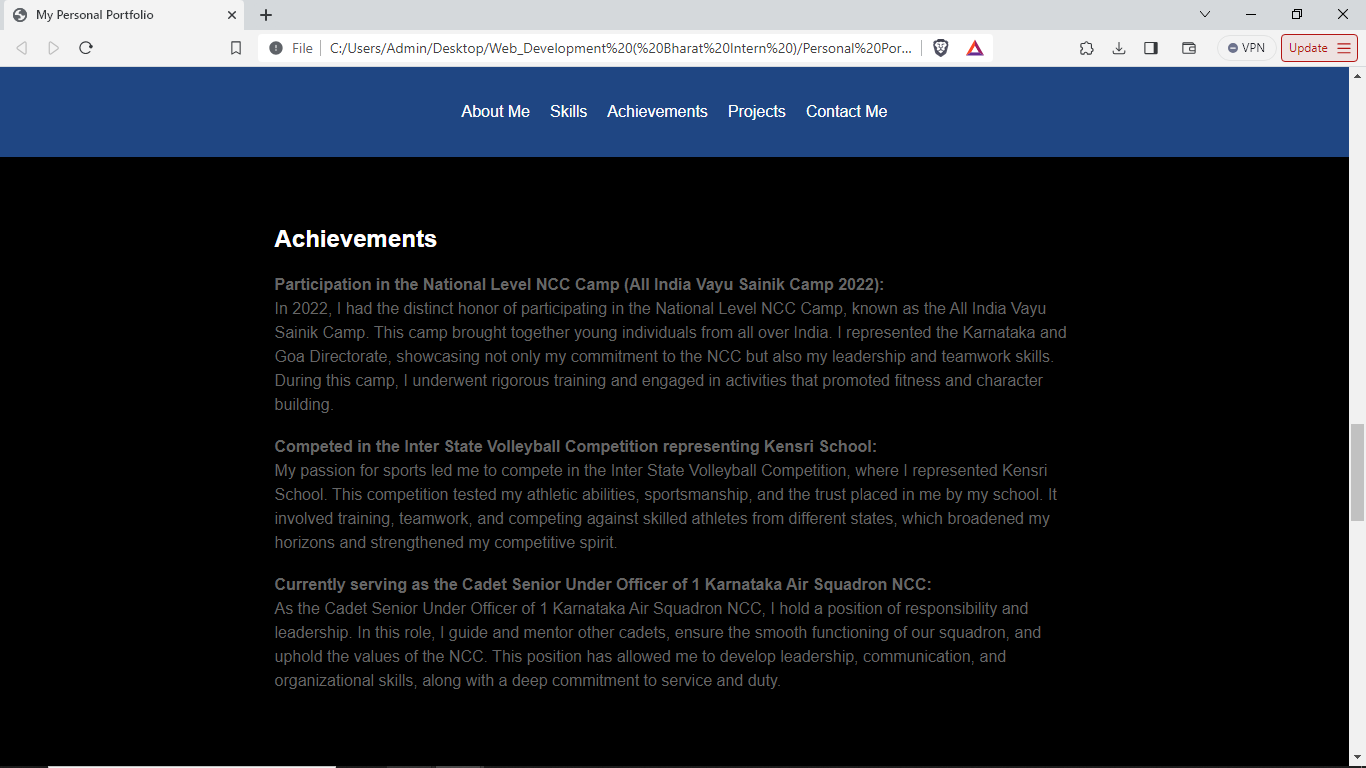 My Personal Portfolio
File C:/Users/Admin/Desktop/Web_Development%20(%20Bharat%20Intern%20)/Personal%20Por...
VPN
Update
About Me Skills Achievements Projects Contact Me
Achievements
Participation in the National Level NCC Camp (All India Vayu Sainik Camp 2022):
In 2022, I had the distinct honor of participating in the National Level NCC Camp, known as the All India Vayu
Sainik Camp. This camp brought together young individuals from all over India. I represented the Karnataka and
Goa Directorate, showcasing not only my commitment to the NCC but also my leadership and teamwork skills.
During this camp, I underwent rigorous training and engaged in activities that promoted fitness and character
building.
Competed in the Inter State Volleyball Competition representing Kensri School:
My passion for sports led me to compete in the Inter State Volleyball Competition, where I represented Kensri
School. This competition tested my athletic abilities, sportsmanship, and the trust placed in me by my school. It
involved training, teamwork, and competing against skilled athletes from different states, which broadened my
horizons and strengthened my competitive spirit.
Currently serving as the Cadet Senior Under Officer of 1 Karnataka Air Squadron NCC:
As the Cadet Senior Under Officer of 1 Karnataka Air Squadron NCC, I hold a position of responsibility and
leadership. In this role, I guide and mentor other cadets, ensure the smooth functioning of our squadron, and
uphold the values of the NCC. This position has allowed me to develop leadership, communication, and
organizational skills, along with a deep commitment to service and duty.